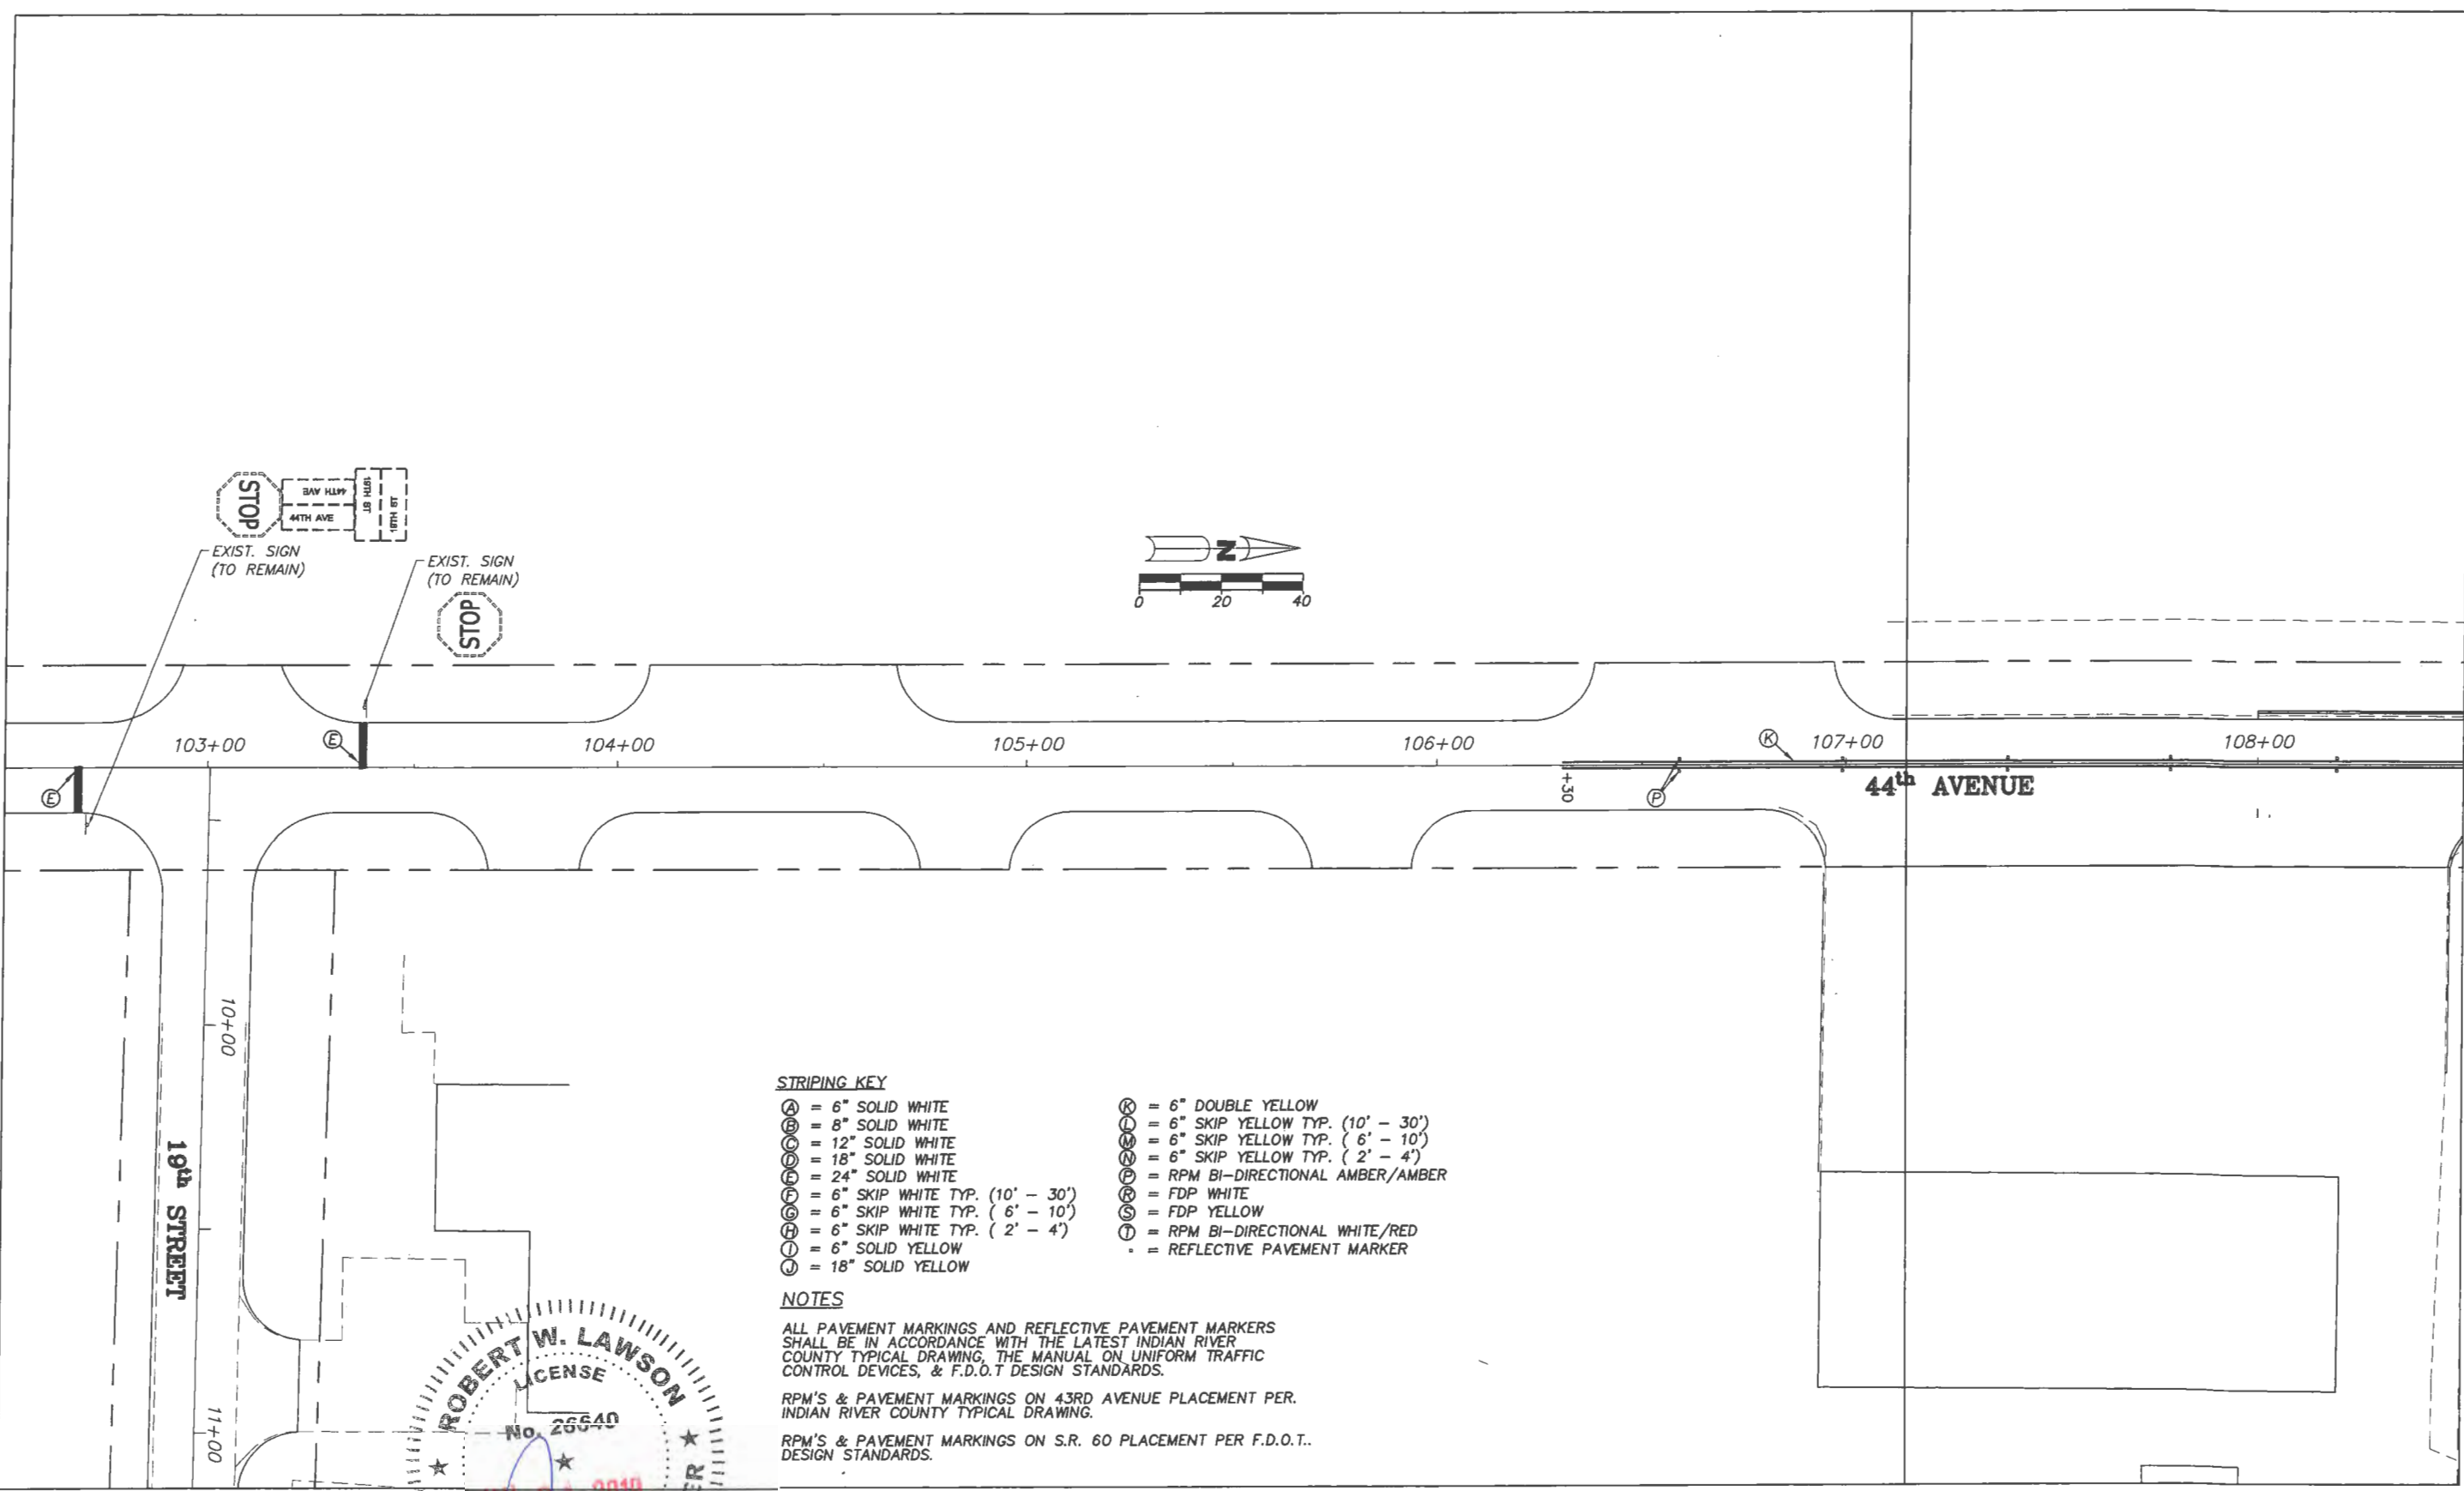 STOP
44TH AVE
44TH AVE
19TH ST
19TH ST
EXIST. SIGN
(TO REMAIN)
EXIST. SIGN
(TO REMAIN)
STOP
N
0 20 40
103+00
E
104+00
105+00
106+00
K
107+00
108+00
E
+30
P
44th AVENUE
10+00
19th STREET
11+00
STRIPING KEY
A = 6" SOLID WHITE
B = 8" SOLID WHITE
C = 12" SOLID WHITE
D = 18" SOLID WHITE
E = 24" SOLID WHITE
F = 6" SKIP WHITE TYP. (10' - 30')
G = 6" SKIP WHITE TYP. ( 6' - 10')
H = 6" SKIP WHITE TYP. ( 2' - 4')
I = 6" SOLID YELLOW
J = 18" SOLID YELLOW
K = 6" DOUBLE YELLOW
L = 6" SKIP YELLOW TYP. (10' - 30')
M = 6" SKIP YELLOW TYP. ( 6' - 10')
N = 6" SKIP YELLOW TYP. ( 2' - 4')
P = RPM BI-DIRECTIONAL AMBER/AMBER
R = FDP WHITE
S = FDP YELLOW
T = RPM BI-DIRECTIONAL WHITE/RED
· = REFLECTIVE PAVEMENT MARKER
NOTES
ALL PAVEMENT MARKINGS AND REFLECTIVE PAVEMENT MARKERS
SHALL BE IN ACCORDANCE WITH THE LATEST INDIAN RIVER
COUNTY TYPICAL DRAWING, THE MANUAL ON UNIFORM TRAFFIC
CONTROL DEVICES, & F.D.O.T DESIGN STANDARDS.
RPM'S & PAVEMENT MARKINGS ON 43RD AVENUE PLACEMENT PER.
INDIAN RIVER COUNTY TYPICAL DRAWING.
RPM'S & PAVEMENT MARKINGS ON S.R. 60 PLACEMENT PER F.D.O.T..
DESIGN STANDARDS.
ROBERT W. LAWSON
LICENSE
No. 26640